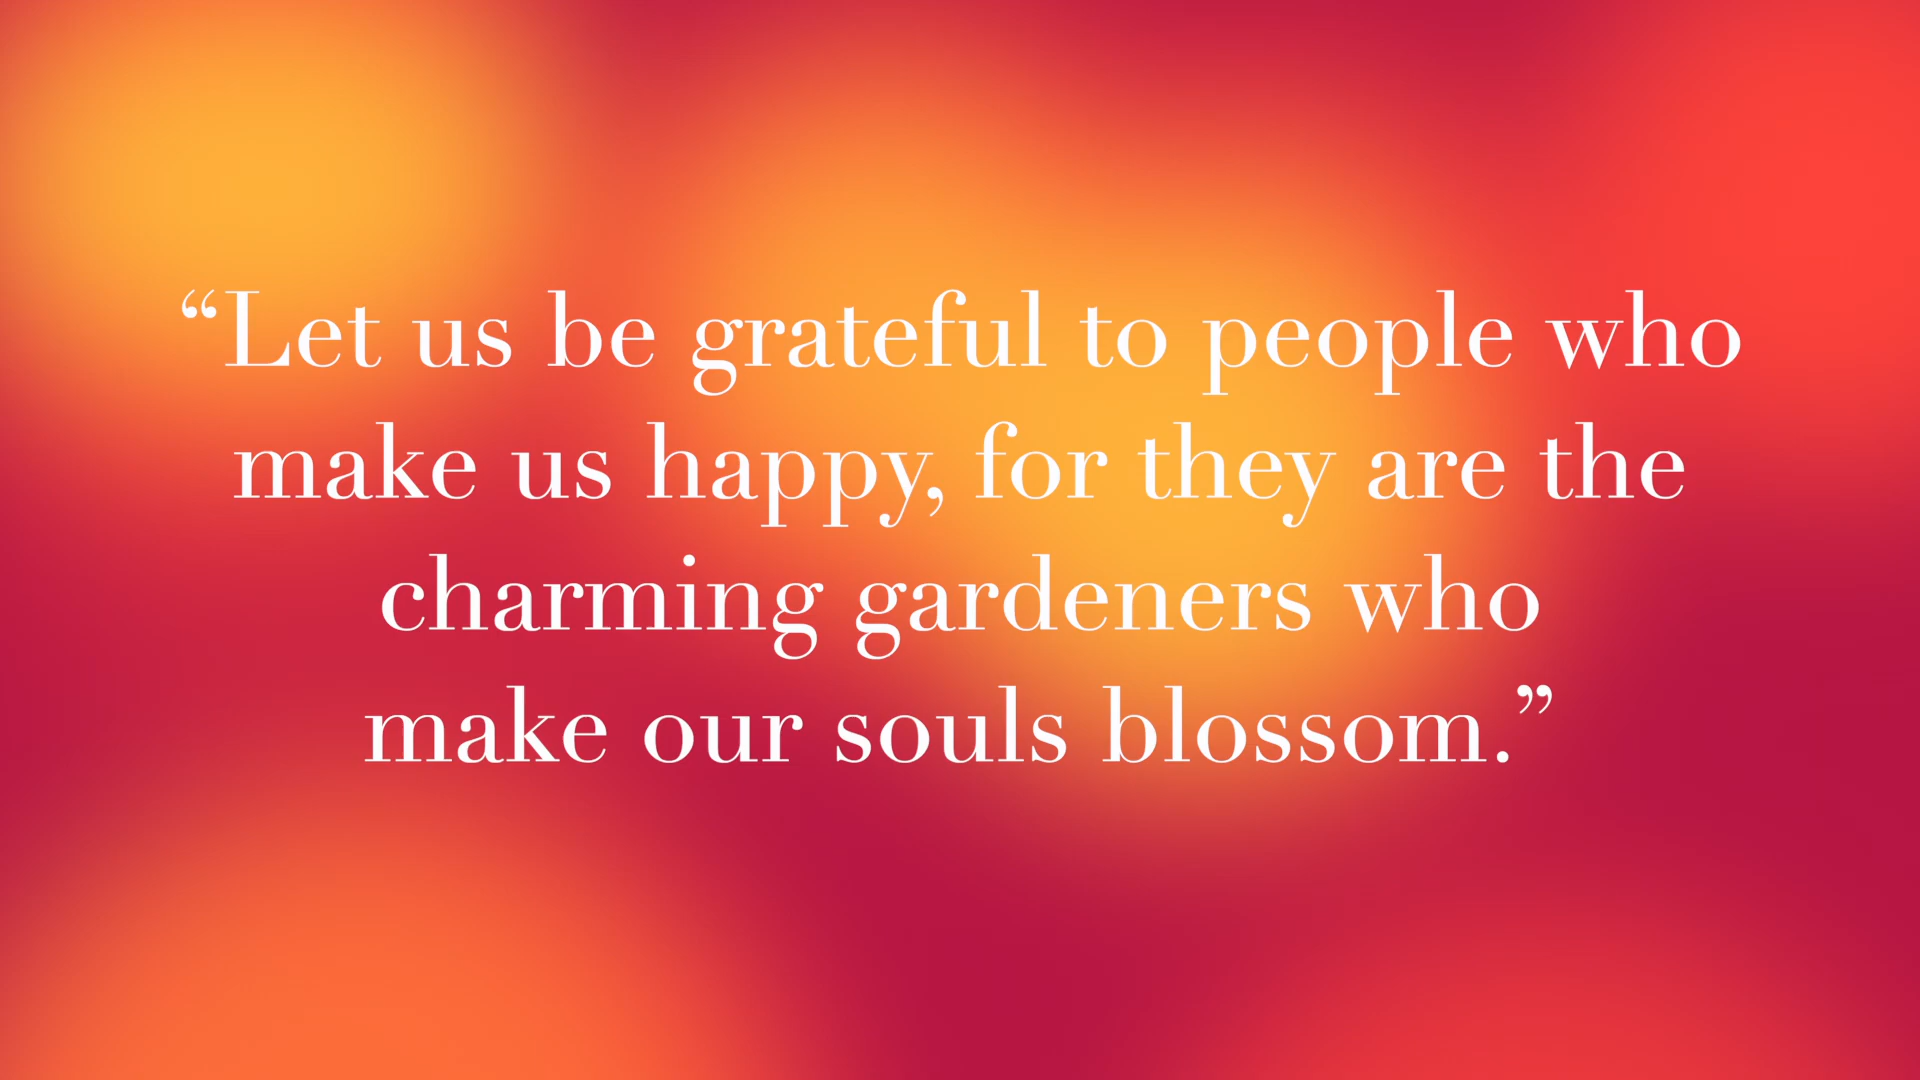 “Let us be grateful to people who
make us happy, for they are the
charming gardeners who
make our souls blossom.”